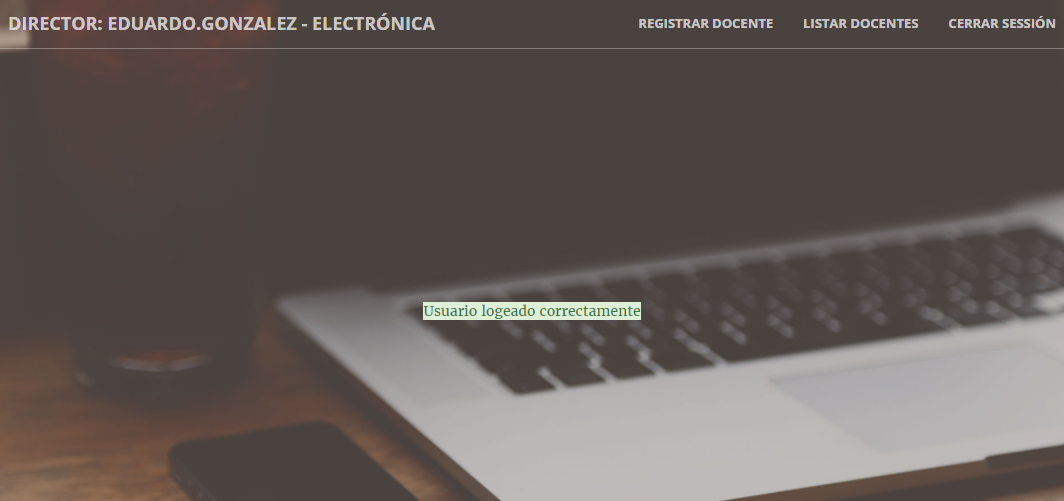 DIRECTOR: EDUARDO.GONZALEZ - ELECTRÓNICA
REGISTRAR DOCENTE
LISTAR DOCENTES
CERRAR SESSIÓN
Usuario logeado correctamente